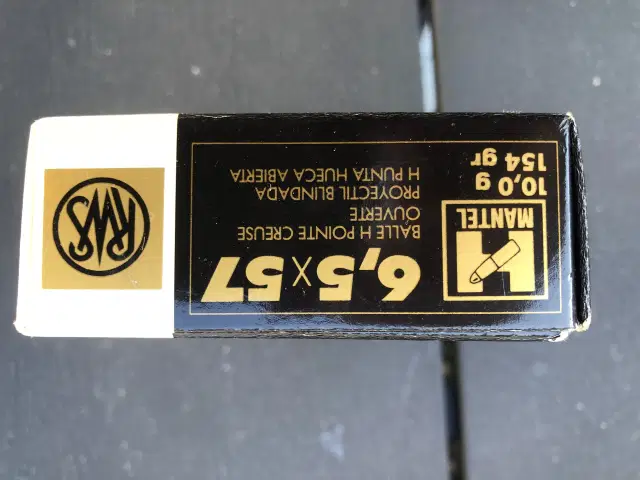 H
MANTEL
10,0 g
154 gr
6,5x57
BALLE H POINTE CREUSE
OUVERTE
PROYECTIL BLINDADA
H PUNTA HUECA ABIERTA
RWS